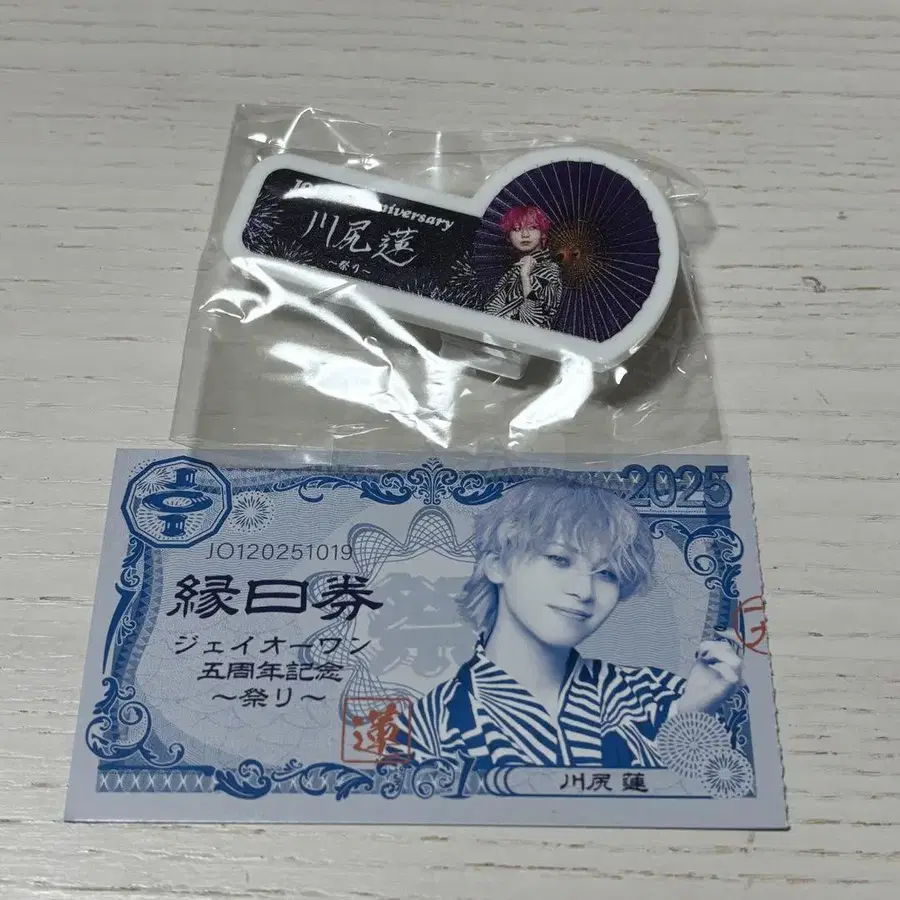 川尻蓮
〜祭り〜
2025
JO120251019
縁日券
ジェイオーワン
五周年記念
〜祭り〜
祭
蓮
川尻 蓮